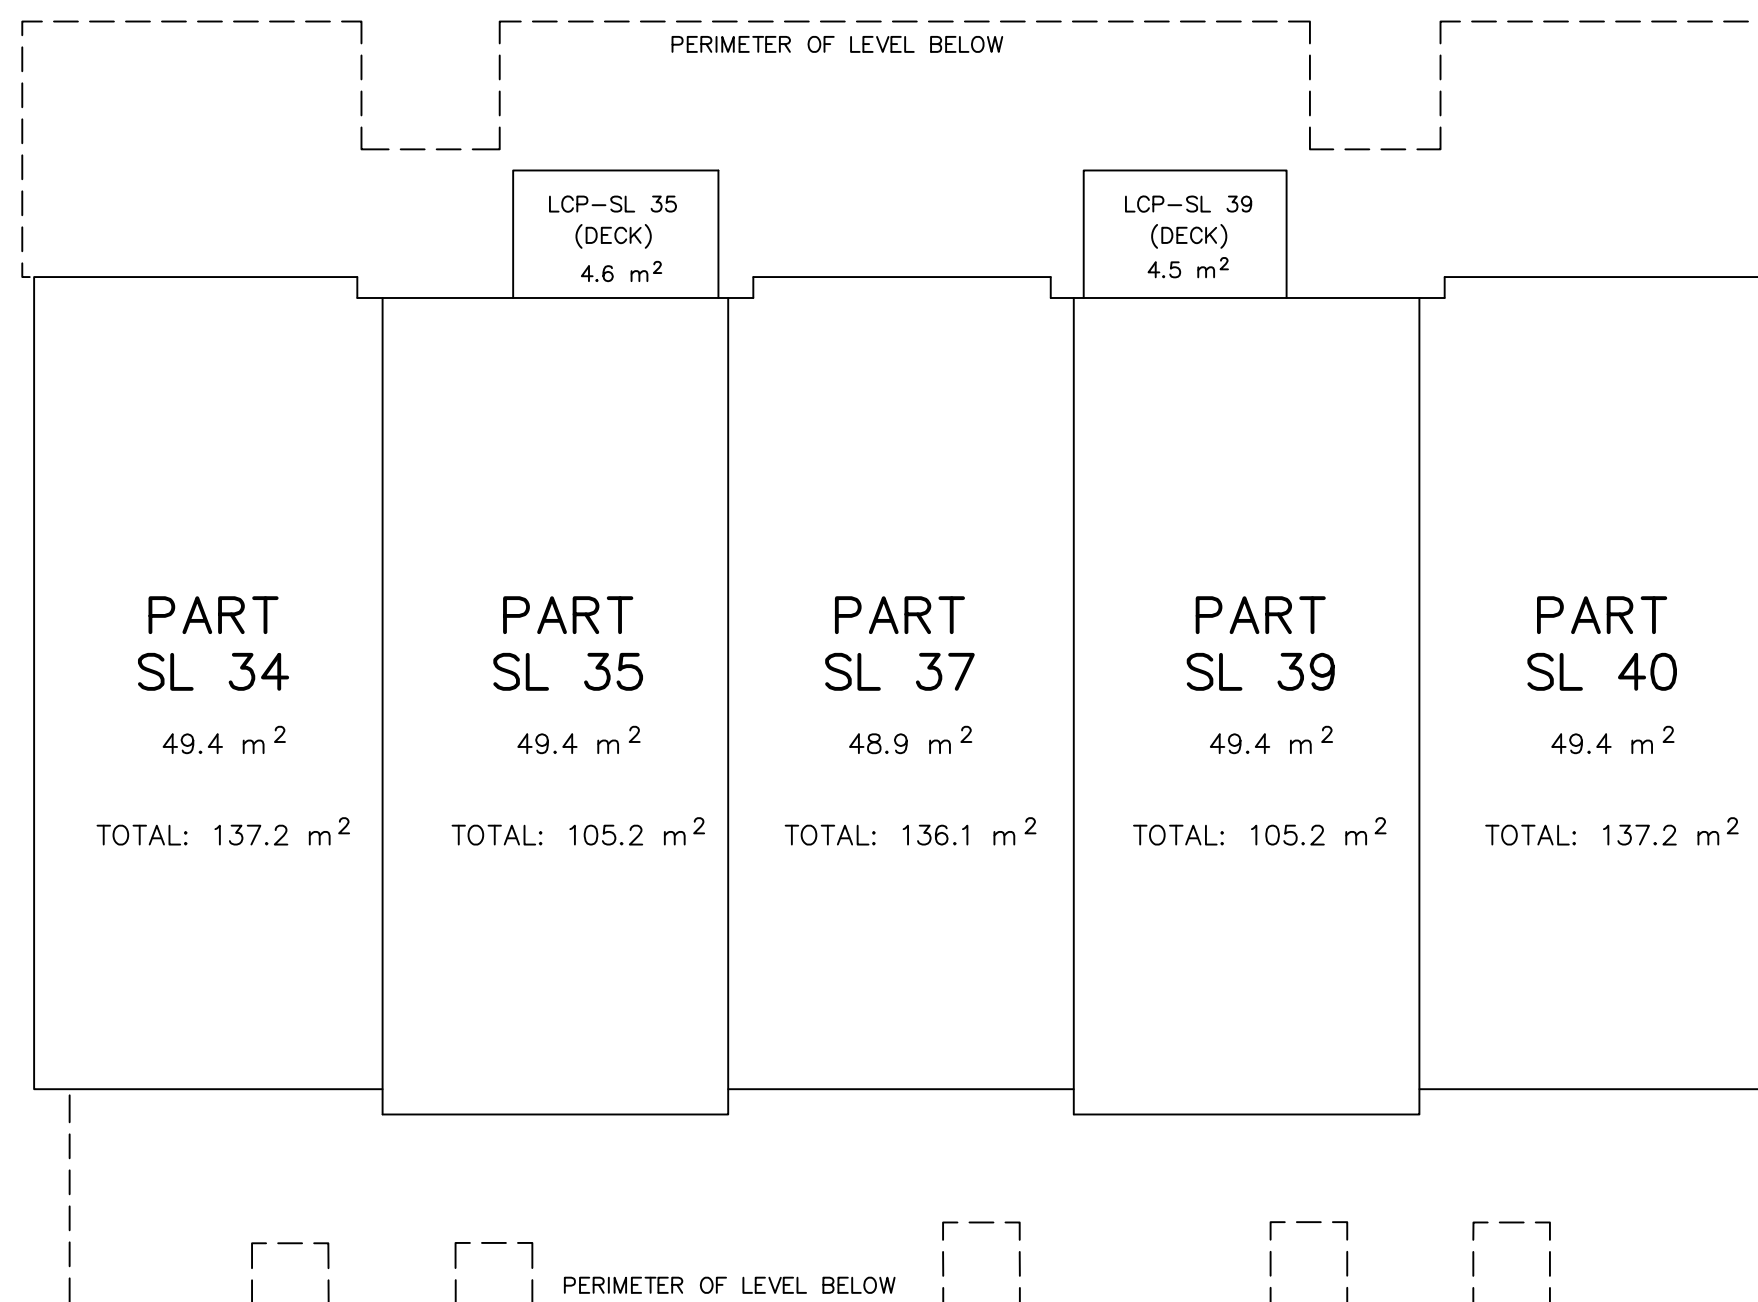 PERIMETER OF LEVEL BELOW
LCP-SL 35
(DECK)
4.6 m²
LCP-SL 39
(DECK)
4.5 m²
PART
SL 34
49.4 m²
TOTAL: 137.2 m²
PART
SL 35
49.4 m²
TOTAL: 105.2 m²
PART
SL 37
48.9 m²
TOTAL: 136.1 m²
PART
SL 39
49.4 m²
TOTAL: 105.2 m²
PART
SL 40
49.4 m²
TOTAL: 137.2 m²
PERIMETER OF LEVEL BELOW